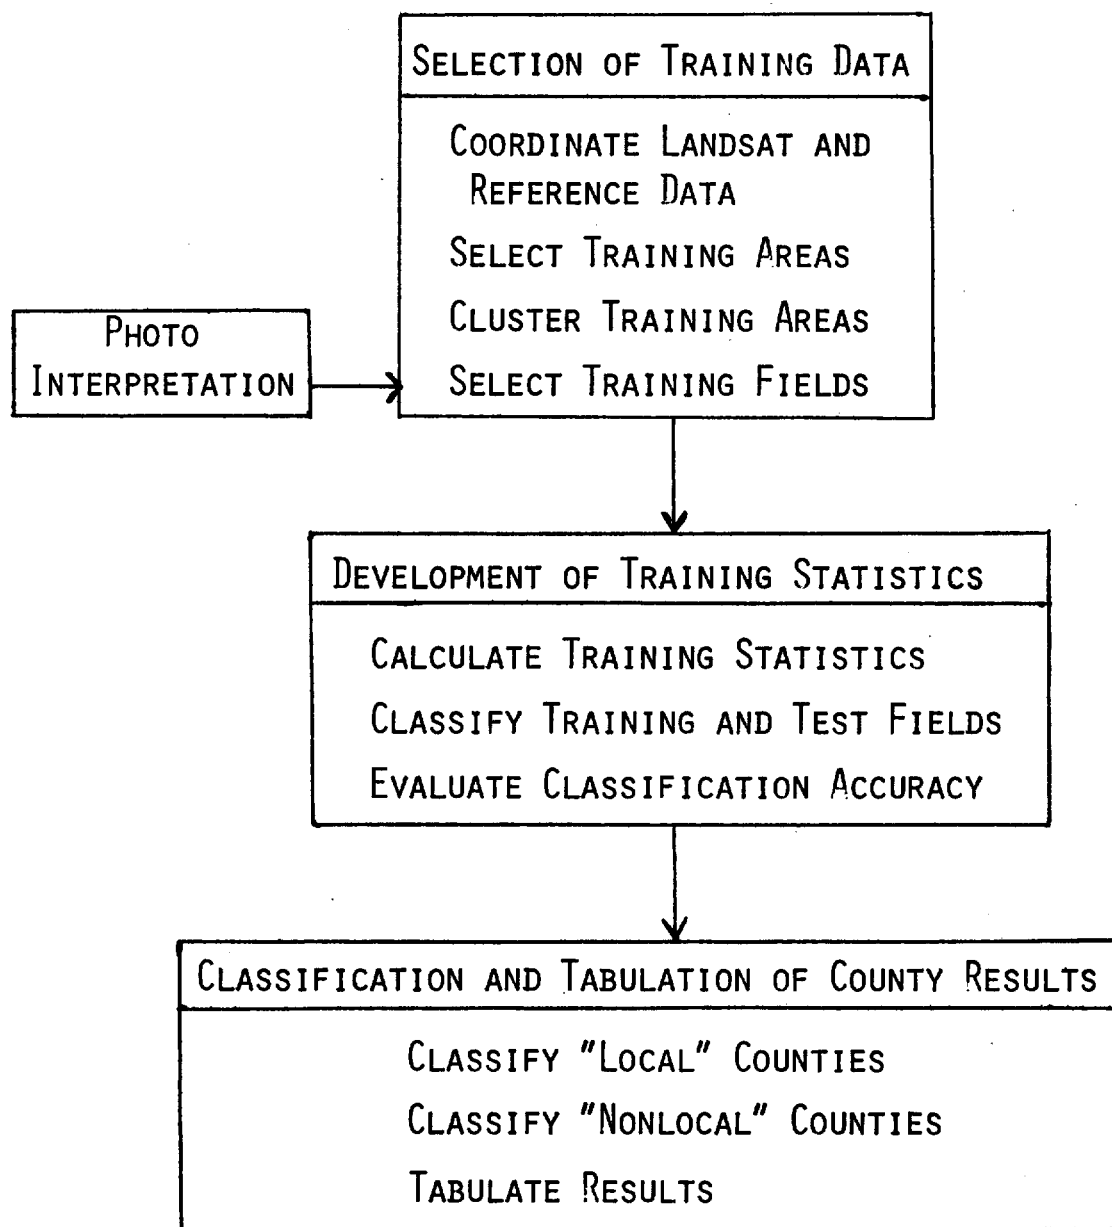 SELECTION OF TRAINING DATA
COORDINATE LANDSAT AND
REFERENCE DATA
SELECT TRAINING AREAS
CLUSTER TRAINING AREAS
SELECT TRAINING FIELDS
PHOTO
INTERPRETATION
DEVELOPMENT OF TRAINING STATISTICS
CALCULATE TRAINING STATISTICS
CLASSIFY TRAINING AND TEST FIELDS
EVALUATE CLASSIFICATION ACCURACY
CLASSIFICATION AND TABULATION OF COUNTY RESULTS
CLASSIFY "LOCAL" COUNTIES
CLASSIFY "NONLOCAL" COUNTIES
TABULATE RESULTS